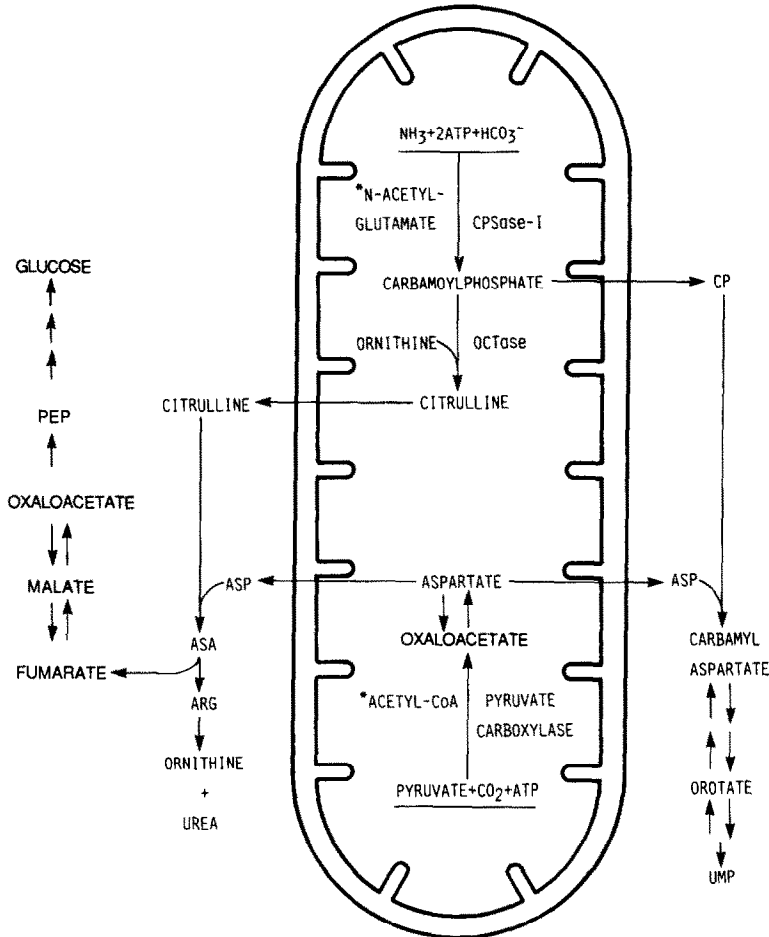 NH3+2ATP+HCO3-
*N-ACETYL-
GLUTAMATE CPSase-I
GLUCOSE
CARBAMOYLPHOSPHATE CP
ORNITHINE OCTase
CITRULLINE CITRULLINE
PEP
OXALOACETATE
ASP ASPARTATE ASP
MALATE
ASA OXALOACETATE CARBAMYL
FUMARATE ASPARTATE
ARG *ACETYL-CoA PYRUVATE
CARBOXYLASE
ORNITHINE
+
UREA
PYRUVATE+CO2+ATP
OROTATE
UMP